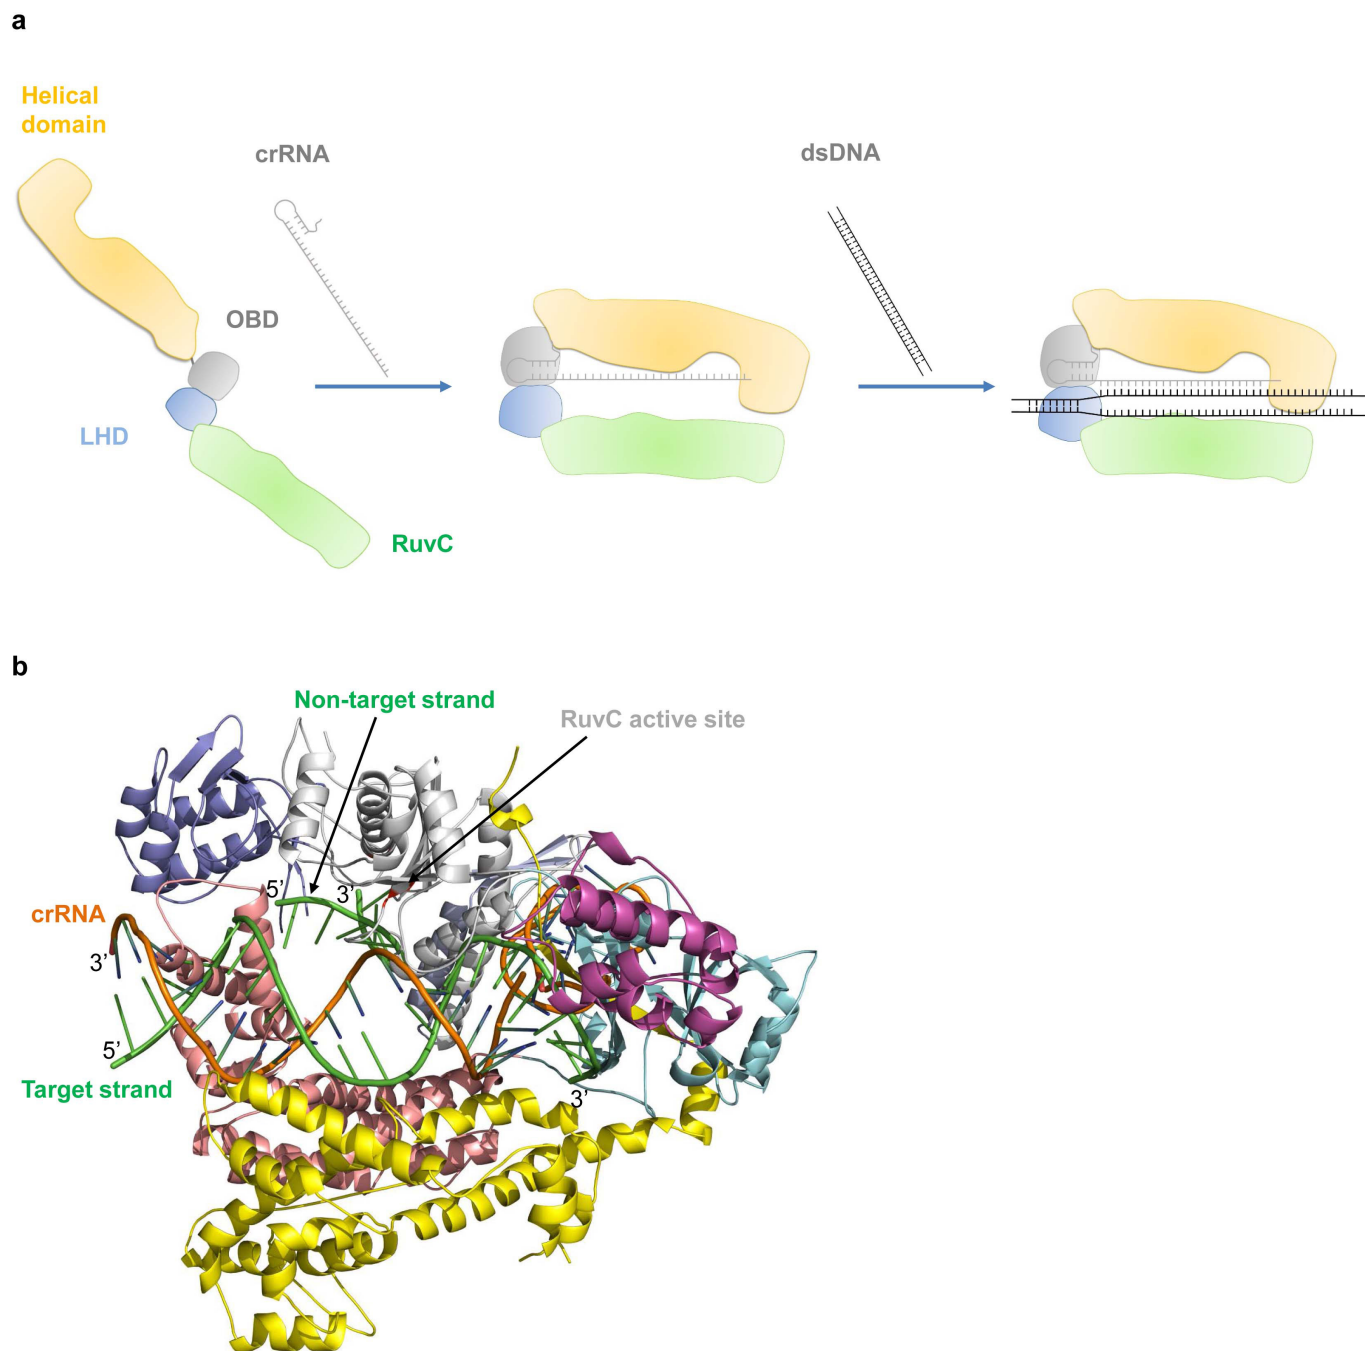 a
Helical
domain
crRNA
dsDNA
OBD
LHD
RuvC
b
Non-target strand
RuvC active site
5’
3’
crRNA
3’
5’
Target strand
3’